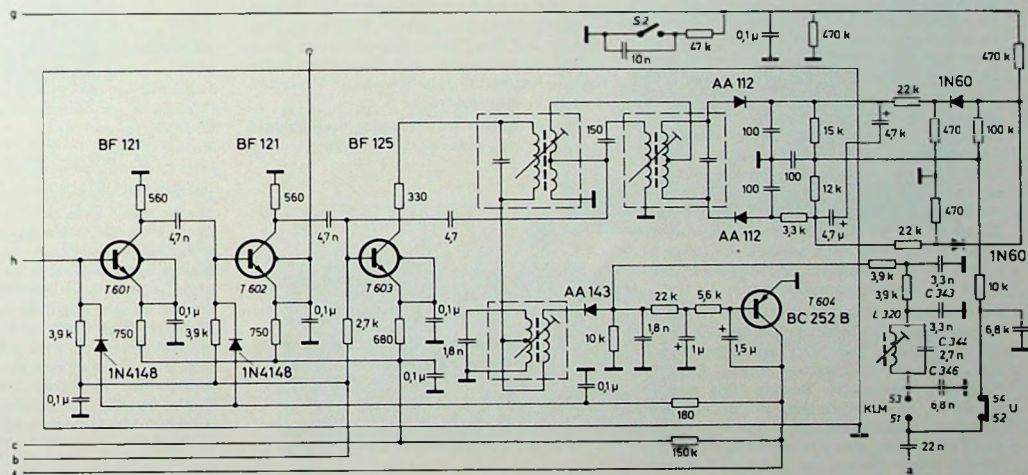 g
S2
47 k
10 n
0,1 µ
470 k
470 k
AA 112
22 k
1N60
BF 121
BF 121
BF 125
150
100
15 k
4,7 k
470
100 k
560
560
330
100
100
12 k
4,7 n
4,7 n
4,7
3,3 k
4,7 µ
470
AA 112
22 k
1N60
h
T 601
T 602
T 603
AA 143
3,9 k
3,3 n
C 343
0,1 µ
0,1 µ
0,1 µ
22 k
5,6 k
T 604
BC 252 B
3,9 k
L 320
10 k
3,9 k
750
3,9 k
750
2,7 k
680
1,8 n
10 k
1,8 n
1 µ
1,5 µ
3,3 n
C 344
2,7 n
C 346
6,8 k
1N4148
1N4148
0,1 µ
0,1 µ
0,1 µ
180
KLM
53
51
6,8 n
54
52
U
c
150 k
22 n
b
a